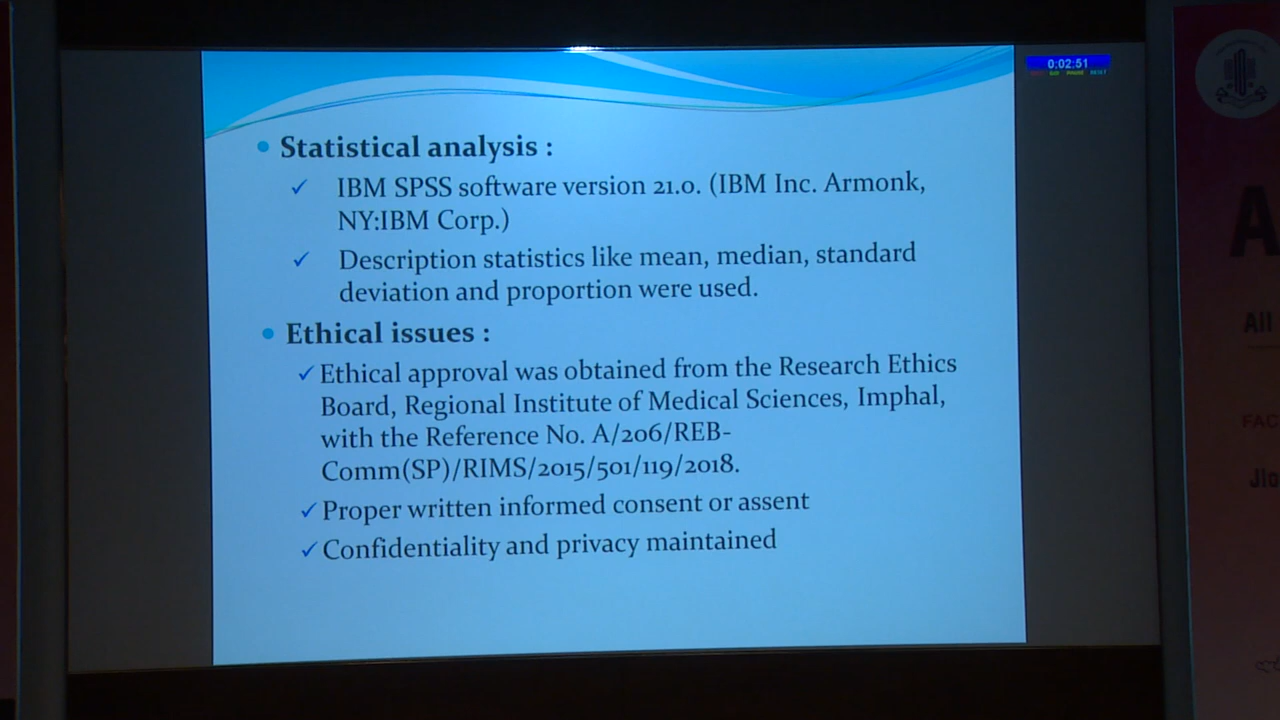 0:02:51
Statistical analysis :
IBM SPSS software version 21.0. (IBM Inc. Armonk,
NY:IBM Corp.)
Description statistics like mean, median, standard
deviation and proportion were used.
Ethical issues :
Ethical approval was obtained from the Research Ethics
Board, Regional Institute of Medical Sciences, Imphal,
with the Reference No. A/206/REB-
Comm(SP)/RIMS/2015/501/119/2018.
Proper written informed consent or assent
Confidentiality and privacy maintained
A
All
FAC
Jio